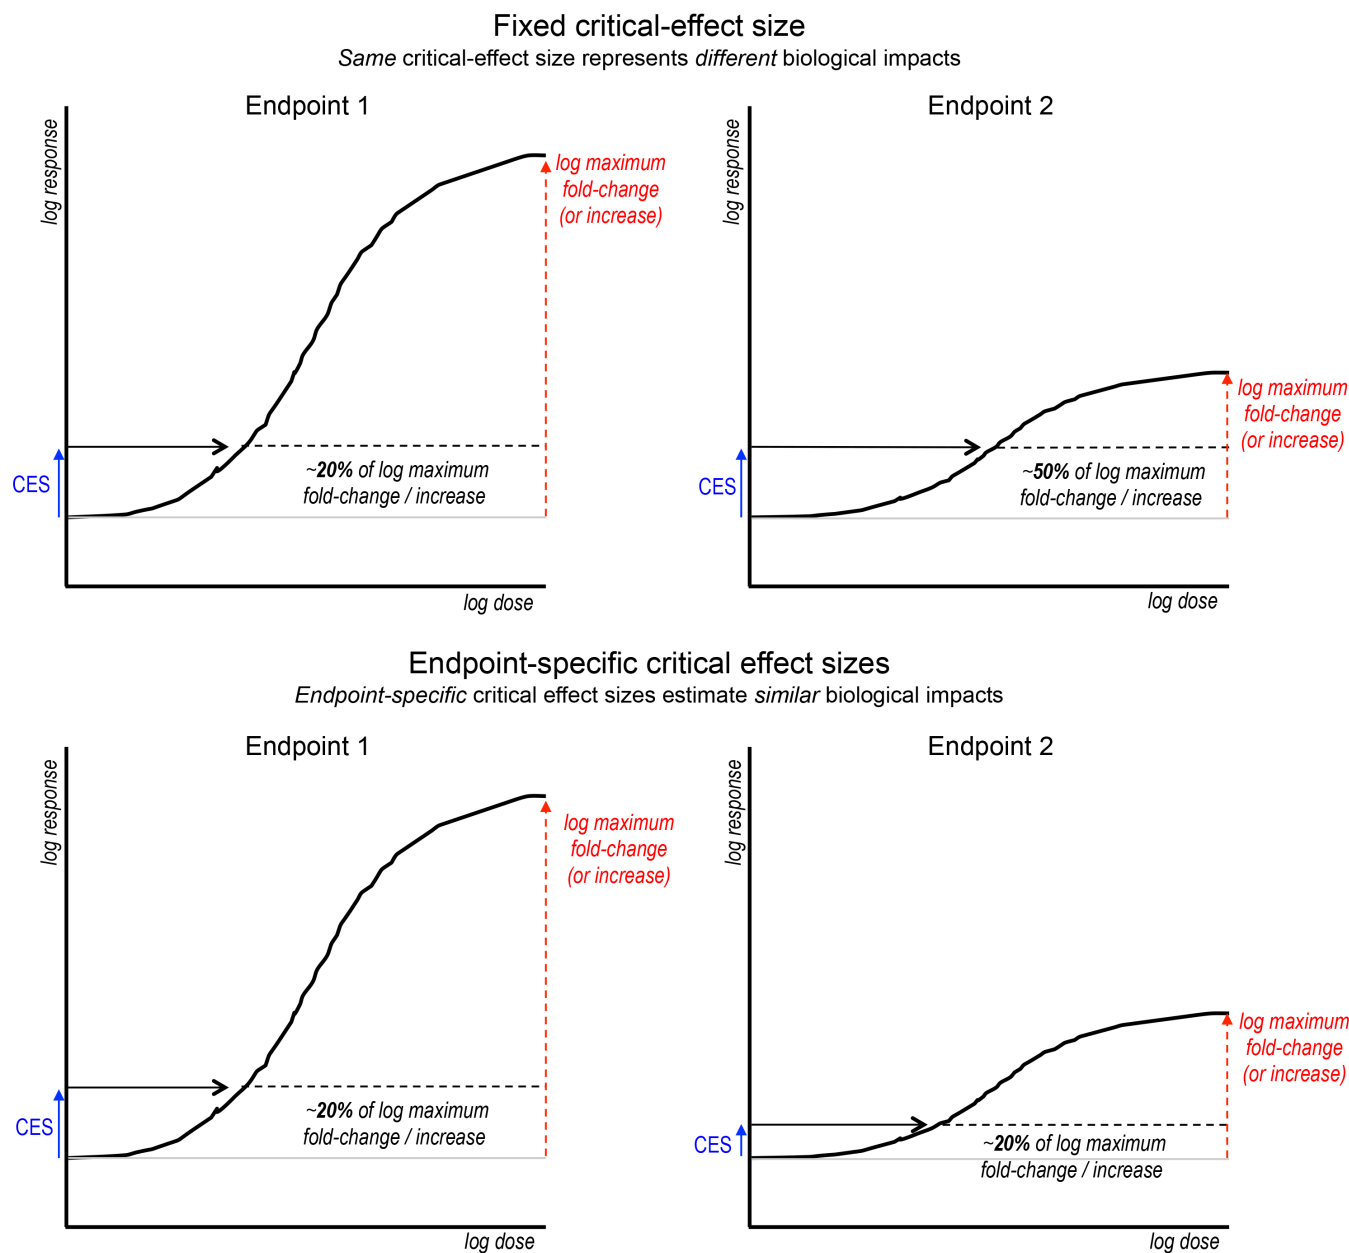 Fixed critical-effect size
Same critical-effect size represents different biological impacts
Endpoint 1
log response
log maximum
fold-change
(or increase)
CES
~20% of log maximum
fold-change / increase
log dose
Endpoint 2
log response
log maximum
fold-change
(or increase)
CES
~50% of log maximum
fold-change / increase
log dose
Endpoint-specific critical effect sizes
Endpoint-specific critical effect sizes estimate similar biological impacts
Endpoint 1
log response
log maximum
fold-change
(or increase)
CES
~20% of log maximum
fold-change / increase
log dose
Endpoint 2
log response
log maximum
fold-change
(or increase)
CES
~20% of log maximum
fold-change / increase
log dose